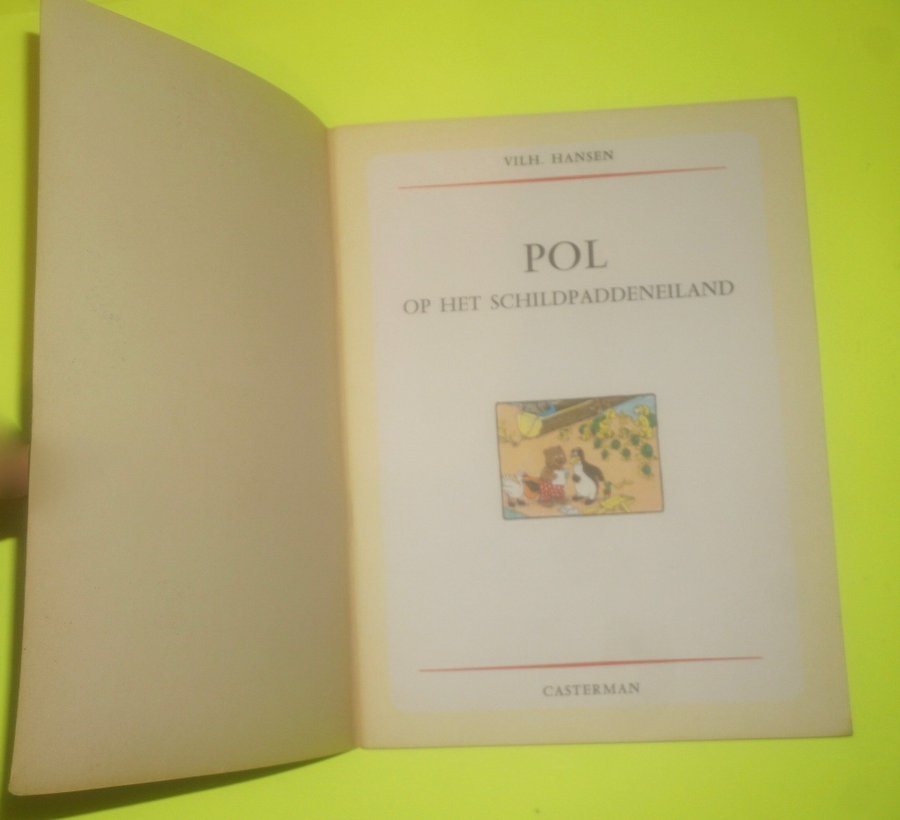 VILH. HANSEN
POL
OP HET SCHILDPADDENEILAND
CASTERMAN